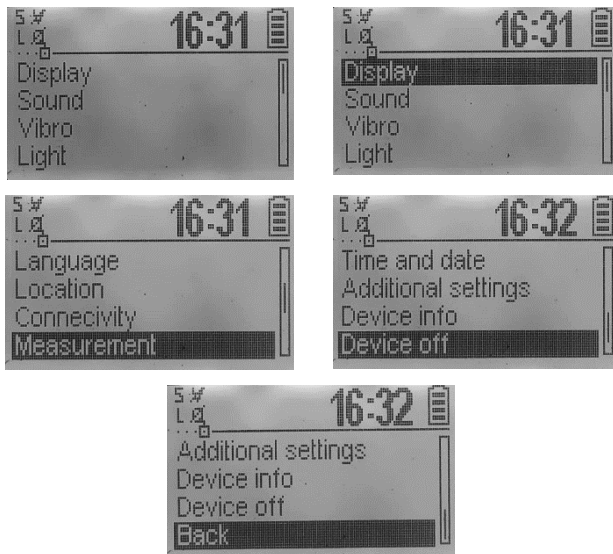 S
16:31
L
Display
Sound
Vibro
Light
S
16:31
L
Display
Sound
Vibro
Light
S
16:31
L
Language
Location
Connecivity
Measurement
S
16:32
L
Time and date
Additional settings
Device info
Device off
S
16:32
L
Additional settings
Device info
Device off
Back